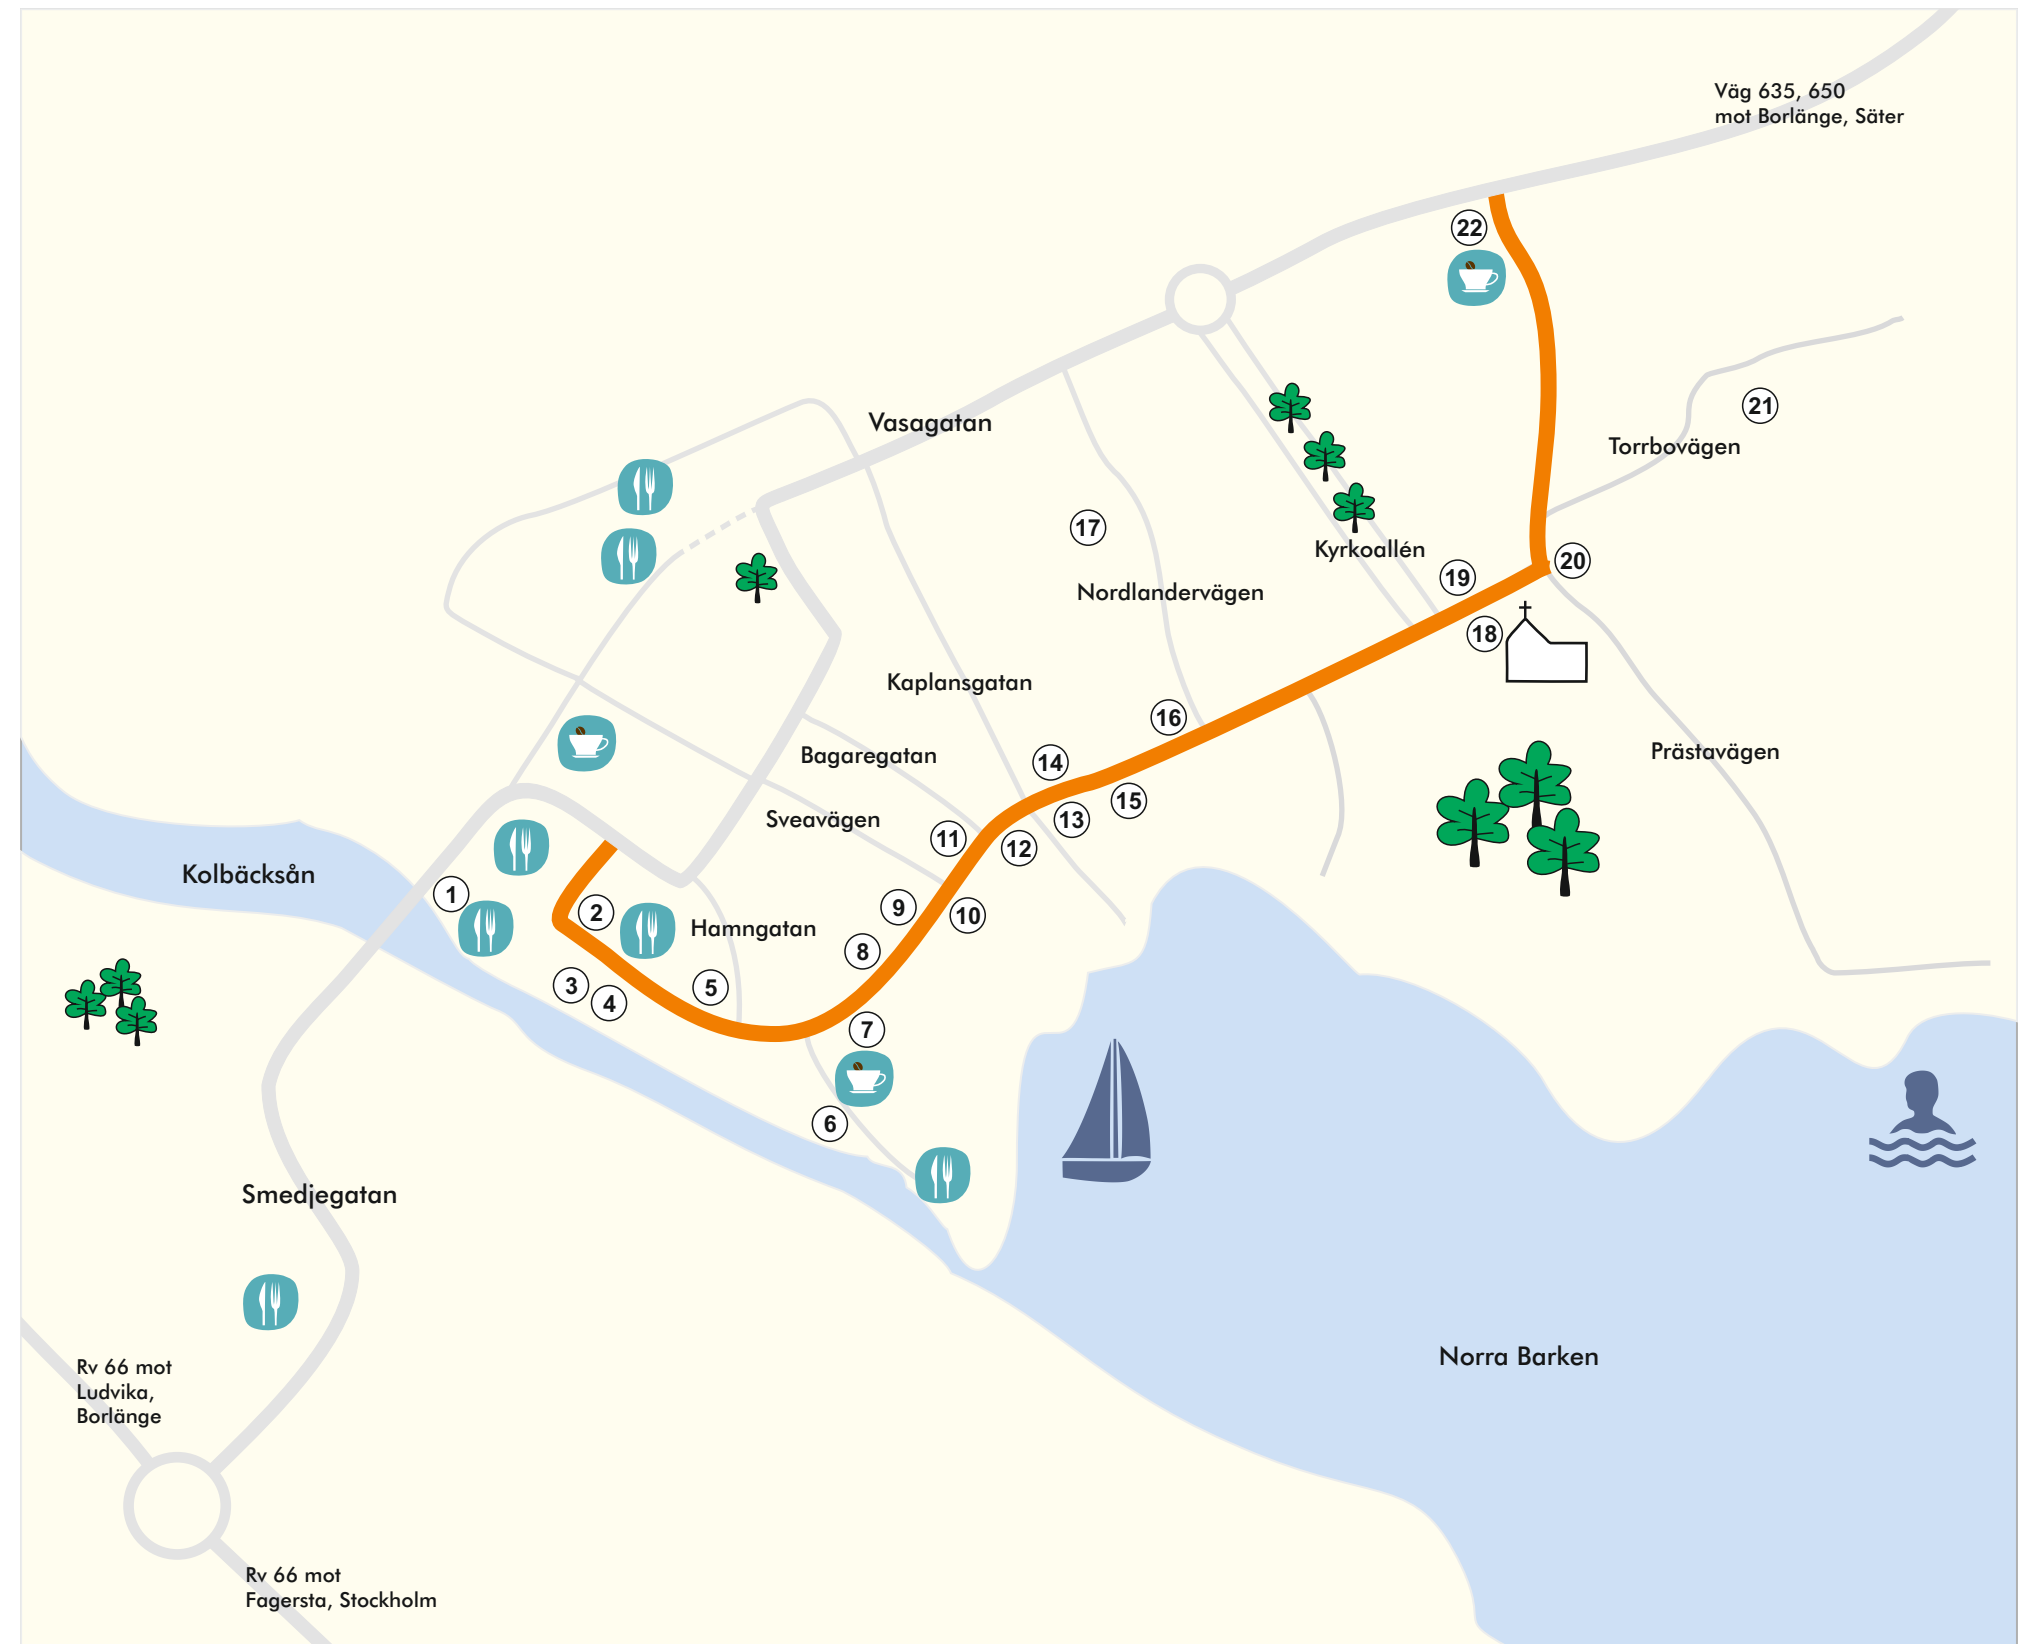 Väg 635, 650
mot Borlänge, Säter
22
21
Vasagatan
Torrbovägen
17
Kyrkoallén
20
19
Nordlandervägen
18
Kaplansgatan
16
Prästavägen
Bagaregatan
14
15
Sveavägen
13
11
12
Kolbäcksån
1
2
9
10
Hamngatan
8
3
5
4
7
6
Smedjegatan
Norra Barken
Rv 66 mot
Ludvika,
Borlänge
Rv 66 mot
Fagersta, Stockholm